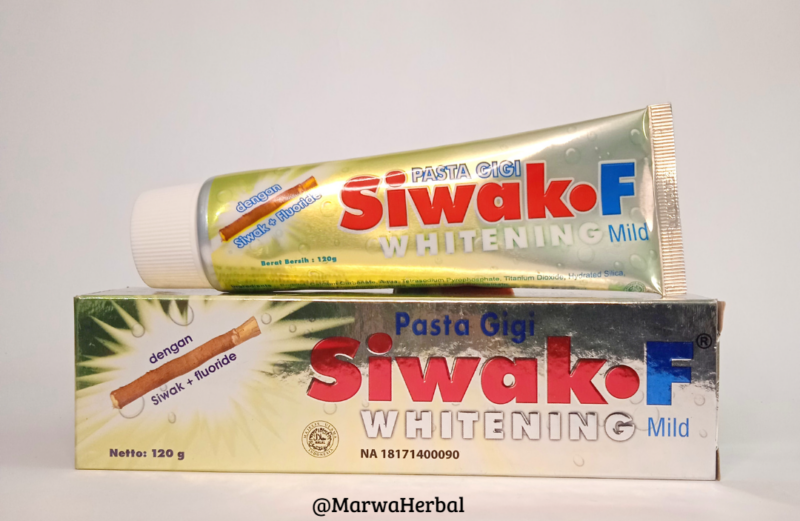 PASTA GIGI
Siwak•F
WHITENING Mild
dengan
Siwak + Fluoride
Berat Bersih : 120g
Pyrophosphate, Titanium Dioxide, Hydrated Silica,
Pasta Gigi
Siwak•F®
WHITENING Mild
dengan
Siwak + fluoride
Netto: 120 g
NA 18171400090
@MarwaHerbal